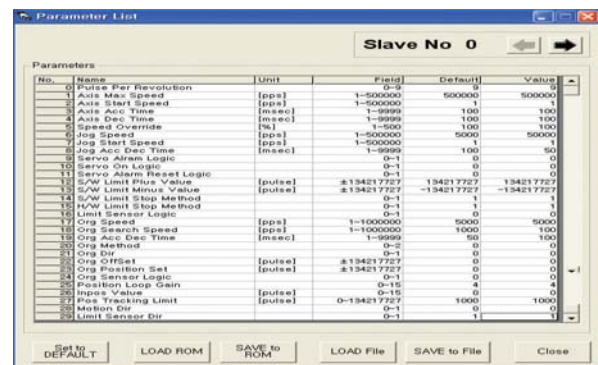 Parameter List
Slave No 0
Parameters
No. Name Unit Field Default Value
0 Pulse Per Revolution 0~9 9 9
1 Axis Max Speed [pps] 1~500000 500000 500000
2 Axis Start Speed [pps] 1~500000 1 1
3 Axis Acc Time [msec] 1~9999 100 100
4 Axis Dec Time [msec] 1~9999 100 100
5 Speed Override [%] 1~500 100 100
6 Jog Speed [pps] 1~500000 5000 5000
7 Jog Start Speed [pps] 1~500000 1 1
8 Jog Acc Dec Time [msec] 1~9999 100 50
9 Servo Alram Logic 0~1 0 0
10 Servo On Logic 0~1 0 0
11 Servo Alarm Reset Logic 0~1 0 0
12 S/W Limit Plus Value [pulse] ±134217727 134217727 134217727
13 S/W Limit Minus Value [pulse] ±134217727 -134217727 -134217727
14 S/W Limit Stop Method 0~1 1 1
15 H/W Limit Stop Method 0~1 1 1
16 Limit Sensor Logic 0~1 0 0
17 Org Speed [pps] 1~1000000 5000 5000
18 Org Search Speed [pps] 1~1000000 1000 100
19 Org Acc Dec Time [msec] 1~9999 50 100
20 Org Method 0~2 0 0
21 Org Dir 0~1 0 0
22 Org OffSet [pulse] ±134217727 0 0
23 Org Position Set [pulse] ±134217727 0 0
24 Org Sensor Logic 0~1 0 0
25 Position Loop Gain 0~15 4 4
26 Inpos Value [pulse] 0~15 0 0
27 Pos Tracking Limit [pulse] 0~134217727 1000 1000
28 Motion Dir 0~1 0 0
29 Limit Sensor Dir 0~1 1 1
Set to DEFAULT
LOAD ROM
SAVE to ROM
LOAD File
SAVE to File
Close